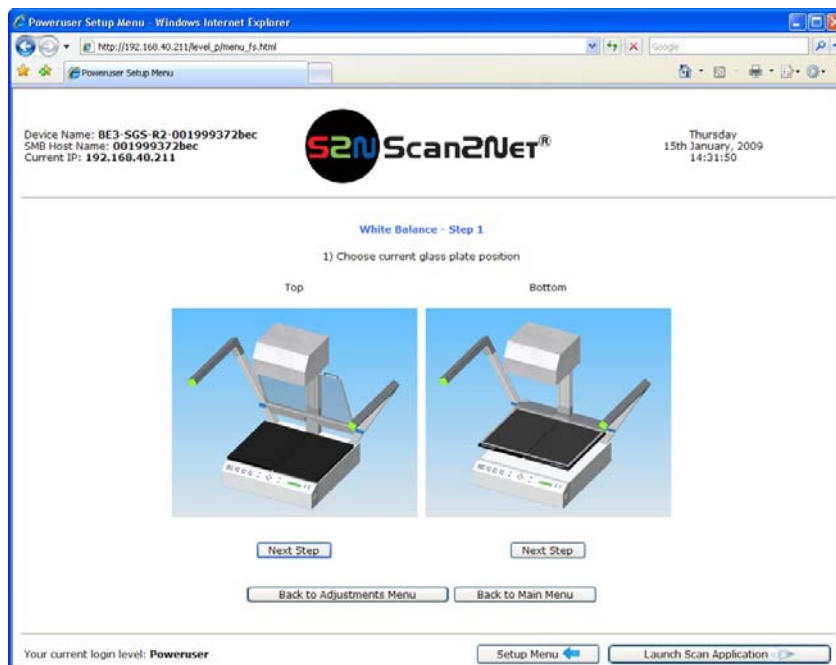 Poweruser Setup Menu - Windows Internet Explorer
http://192.168.40.211/level_p/menu_fs.html
Google
Poweruser Setup Menu
Device Name: BE3-SGS-R2-001999372bec
SMB Host Name: 001999372bec
Current IP: 192.168.40.211
S2N Scan2Net®
Thursday
15th January, 2009
14:31:50
White Balance - Step 1
1) Choose current glass plate position
Top Bottom
Next Step Next Step
Back to Adjustments Menu Back to Main Menu
Your current login level: Poweruser Setup Menu Launch Scan Application